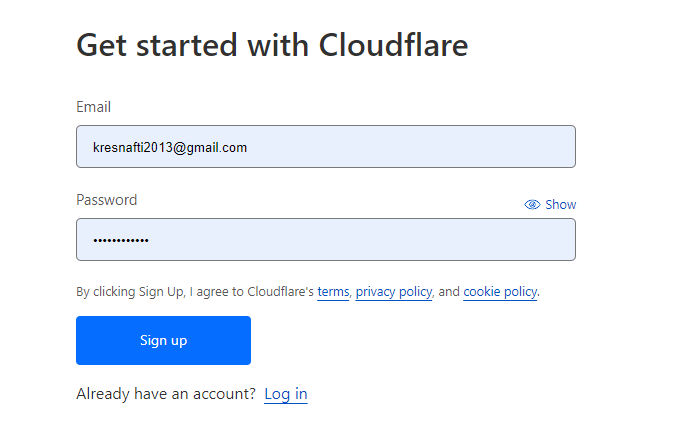 Get started with Cloudflare
Email
kresnafti2013@gmail.com
Password
Show
••••••••••••
By clicking Sign Up, I agree to Cloudflare's terms, privacy policy, and cookie policy.
Sign up
Already have an account? Log in